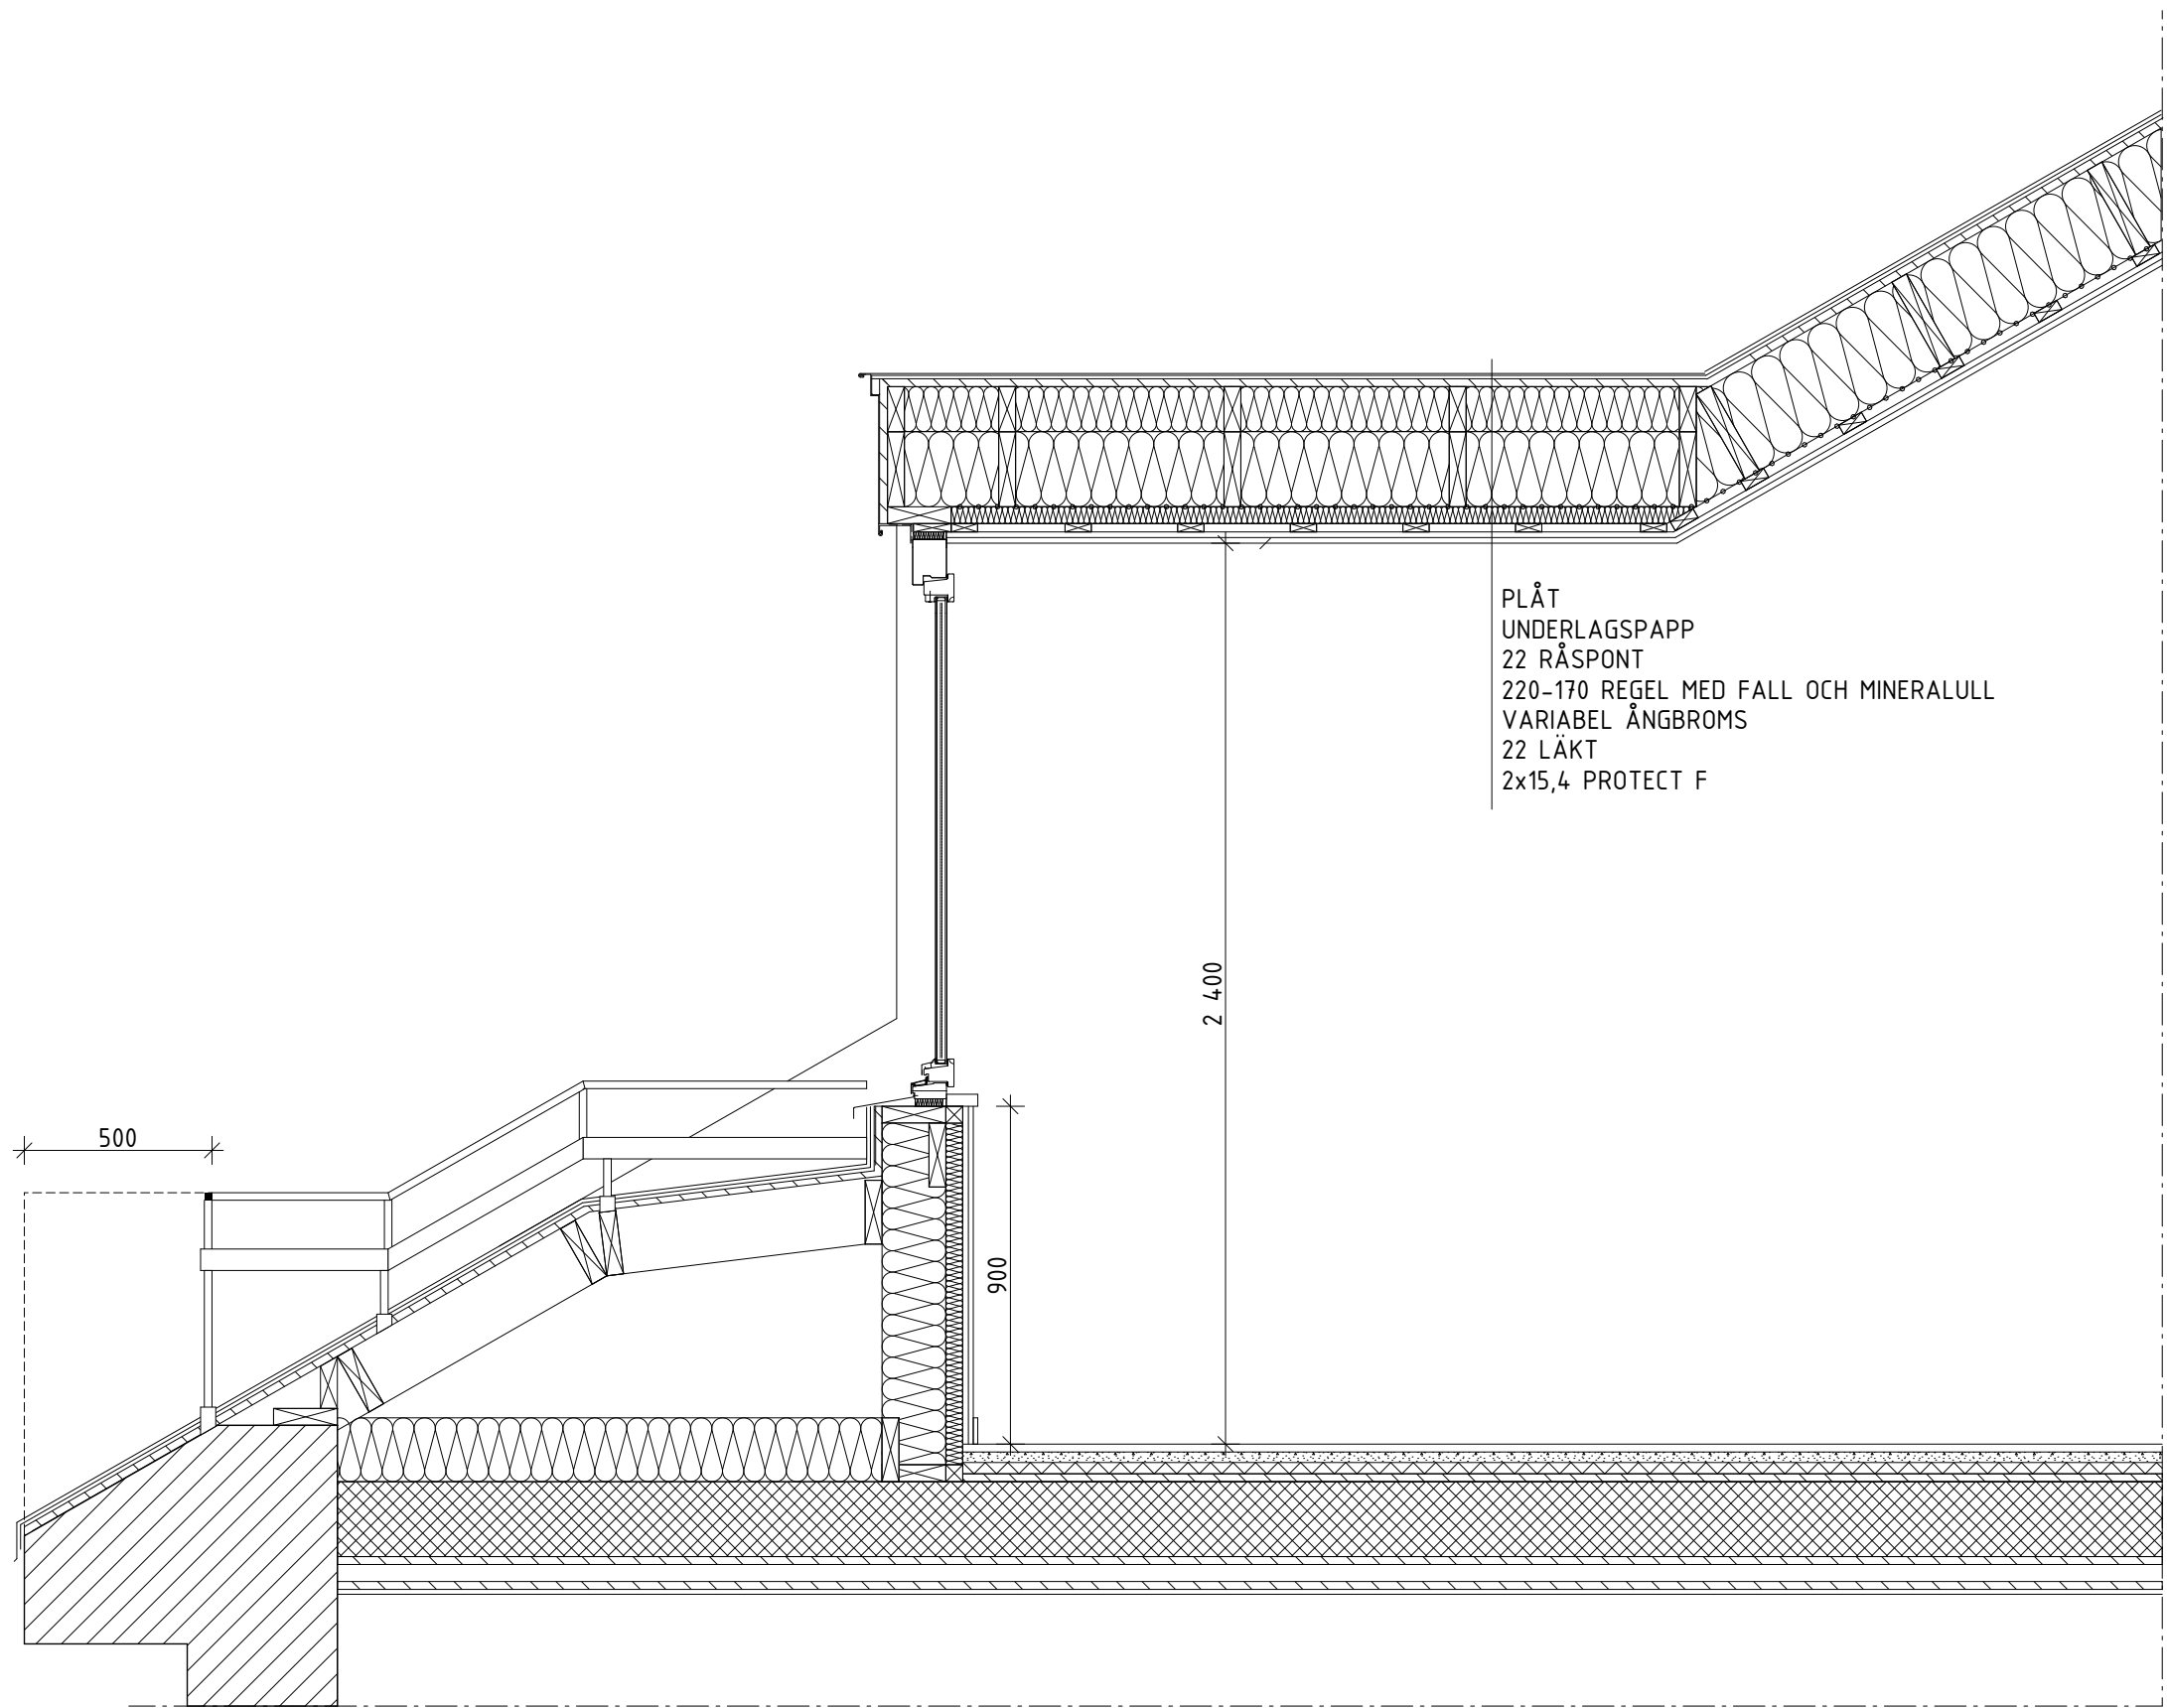 PLÅT
UNDERLAGSPAPP
22 RÅSPONT
220-170 REGEL MED FALL OCH MINERALULL
VARIABEL ÅNGBROMS
22 LÄKT
2x15,4 PROTECT F
2 400
500
900